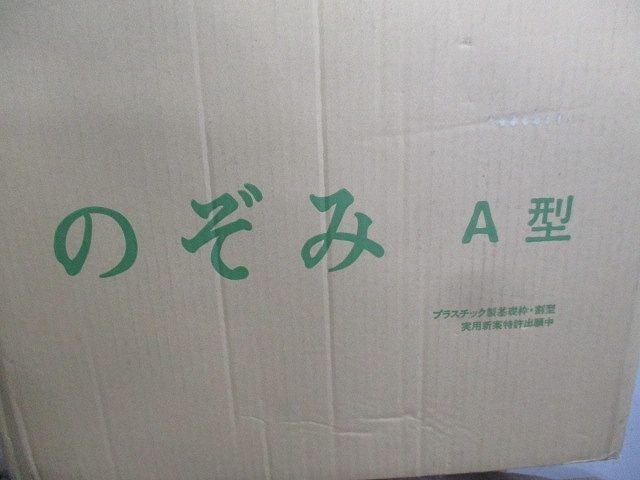 のぞみ A型
プラスチック製基礎枠・割型
実用新案特許出願中